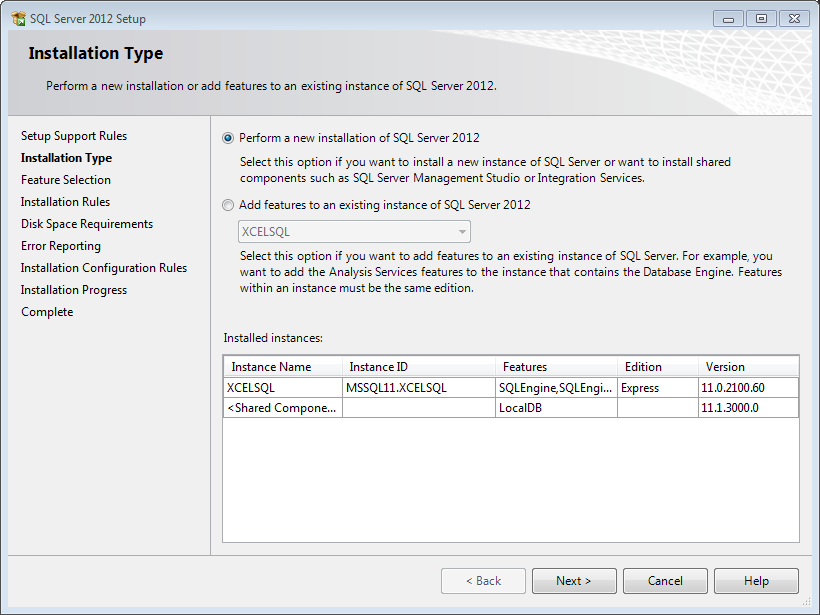 SQL Server 2012 Setup
Installation Type
Perform a new installation or add features to an existing instance of SQL Server 2012.
Setup Support Rules
Installation Type
Feature Selection
Installation Rules
Disk Space Requirements
Error Reporting
Installation Configuration Rules
Installation Progress
Complete
Perform a new installation of SQL Server 2012
Select this option if you want to install a new instance of SQL Server or want to install shared
components such as SQL Server Management Studio or Integration Services.
Add features to an existing instance of SQL Server 2012
XCELSQL
Select this option if you want to add features to an existing instance of SQL Server. For example, you
want to add the Analysis Services features to the instance that contains the Database Engine. Features
within an instance must be the same edition.
Installed instances:
Instance Name Instance ID Features Edition Version
XCELSQL MSSQL11.XCELSQL SQLEngine,SQLEngi... Express 11.0.2100.60
<Shared Compone... LocalDB 11.1.3000.0
< Back Next > Cancel Help